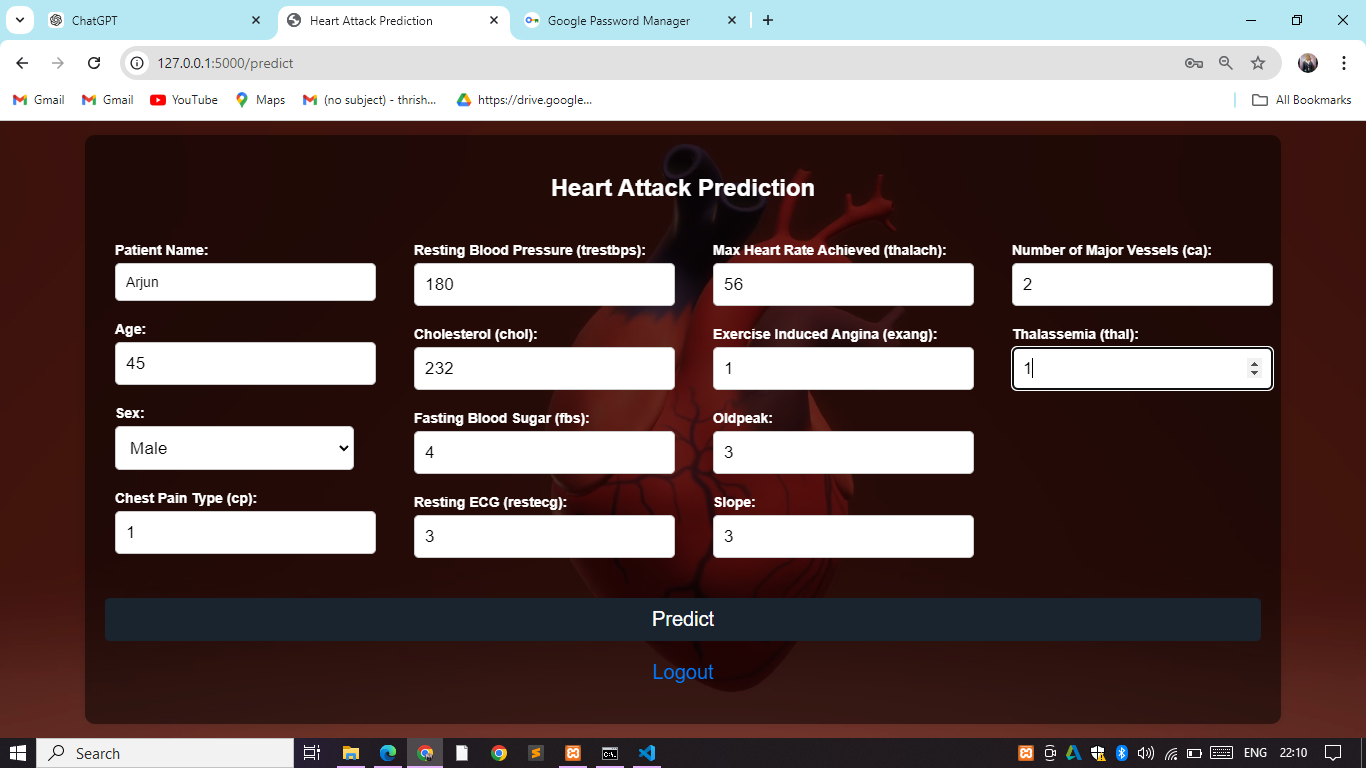 ChatGPT
Heart Attack Prediction
Google Password Manager
127.0.0.1:5000/predict
Gmail
Gmail
YouTube
Maps
(no subject) - thrish...
https://drive.google...
All Bookmarks
Heart Attack Prediction
Patient Name:
Arjun
Age:
45
Sex:
Male
Chest Pain Type (cp):
1
Resting Blood Pressure (trestbps):
180
Cholesterol (chol):
232
Fasting Blood Sugar (fbs):
4
Resting ECG (restecg):
3
Max Heart Rate Achieved (thalach):
56
Exercise Induced Angina (exang):
1
Oldpeak:
3
Slope:
3
Number of Major Vessels (ca):
2
Thalassemia (thal):
1
Predict
Logout
Search
ENG
22:10